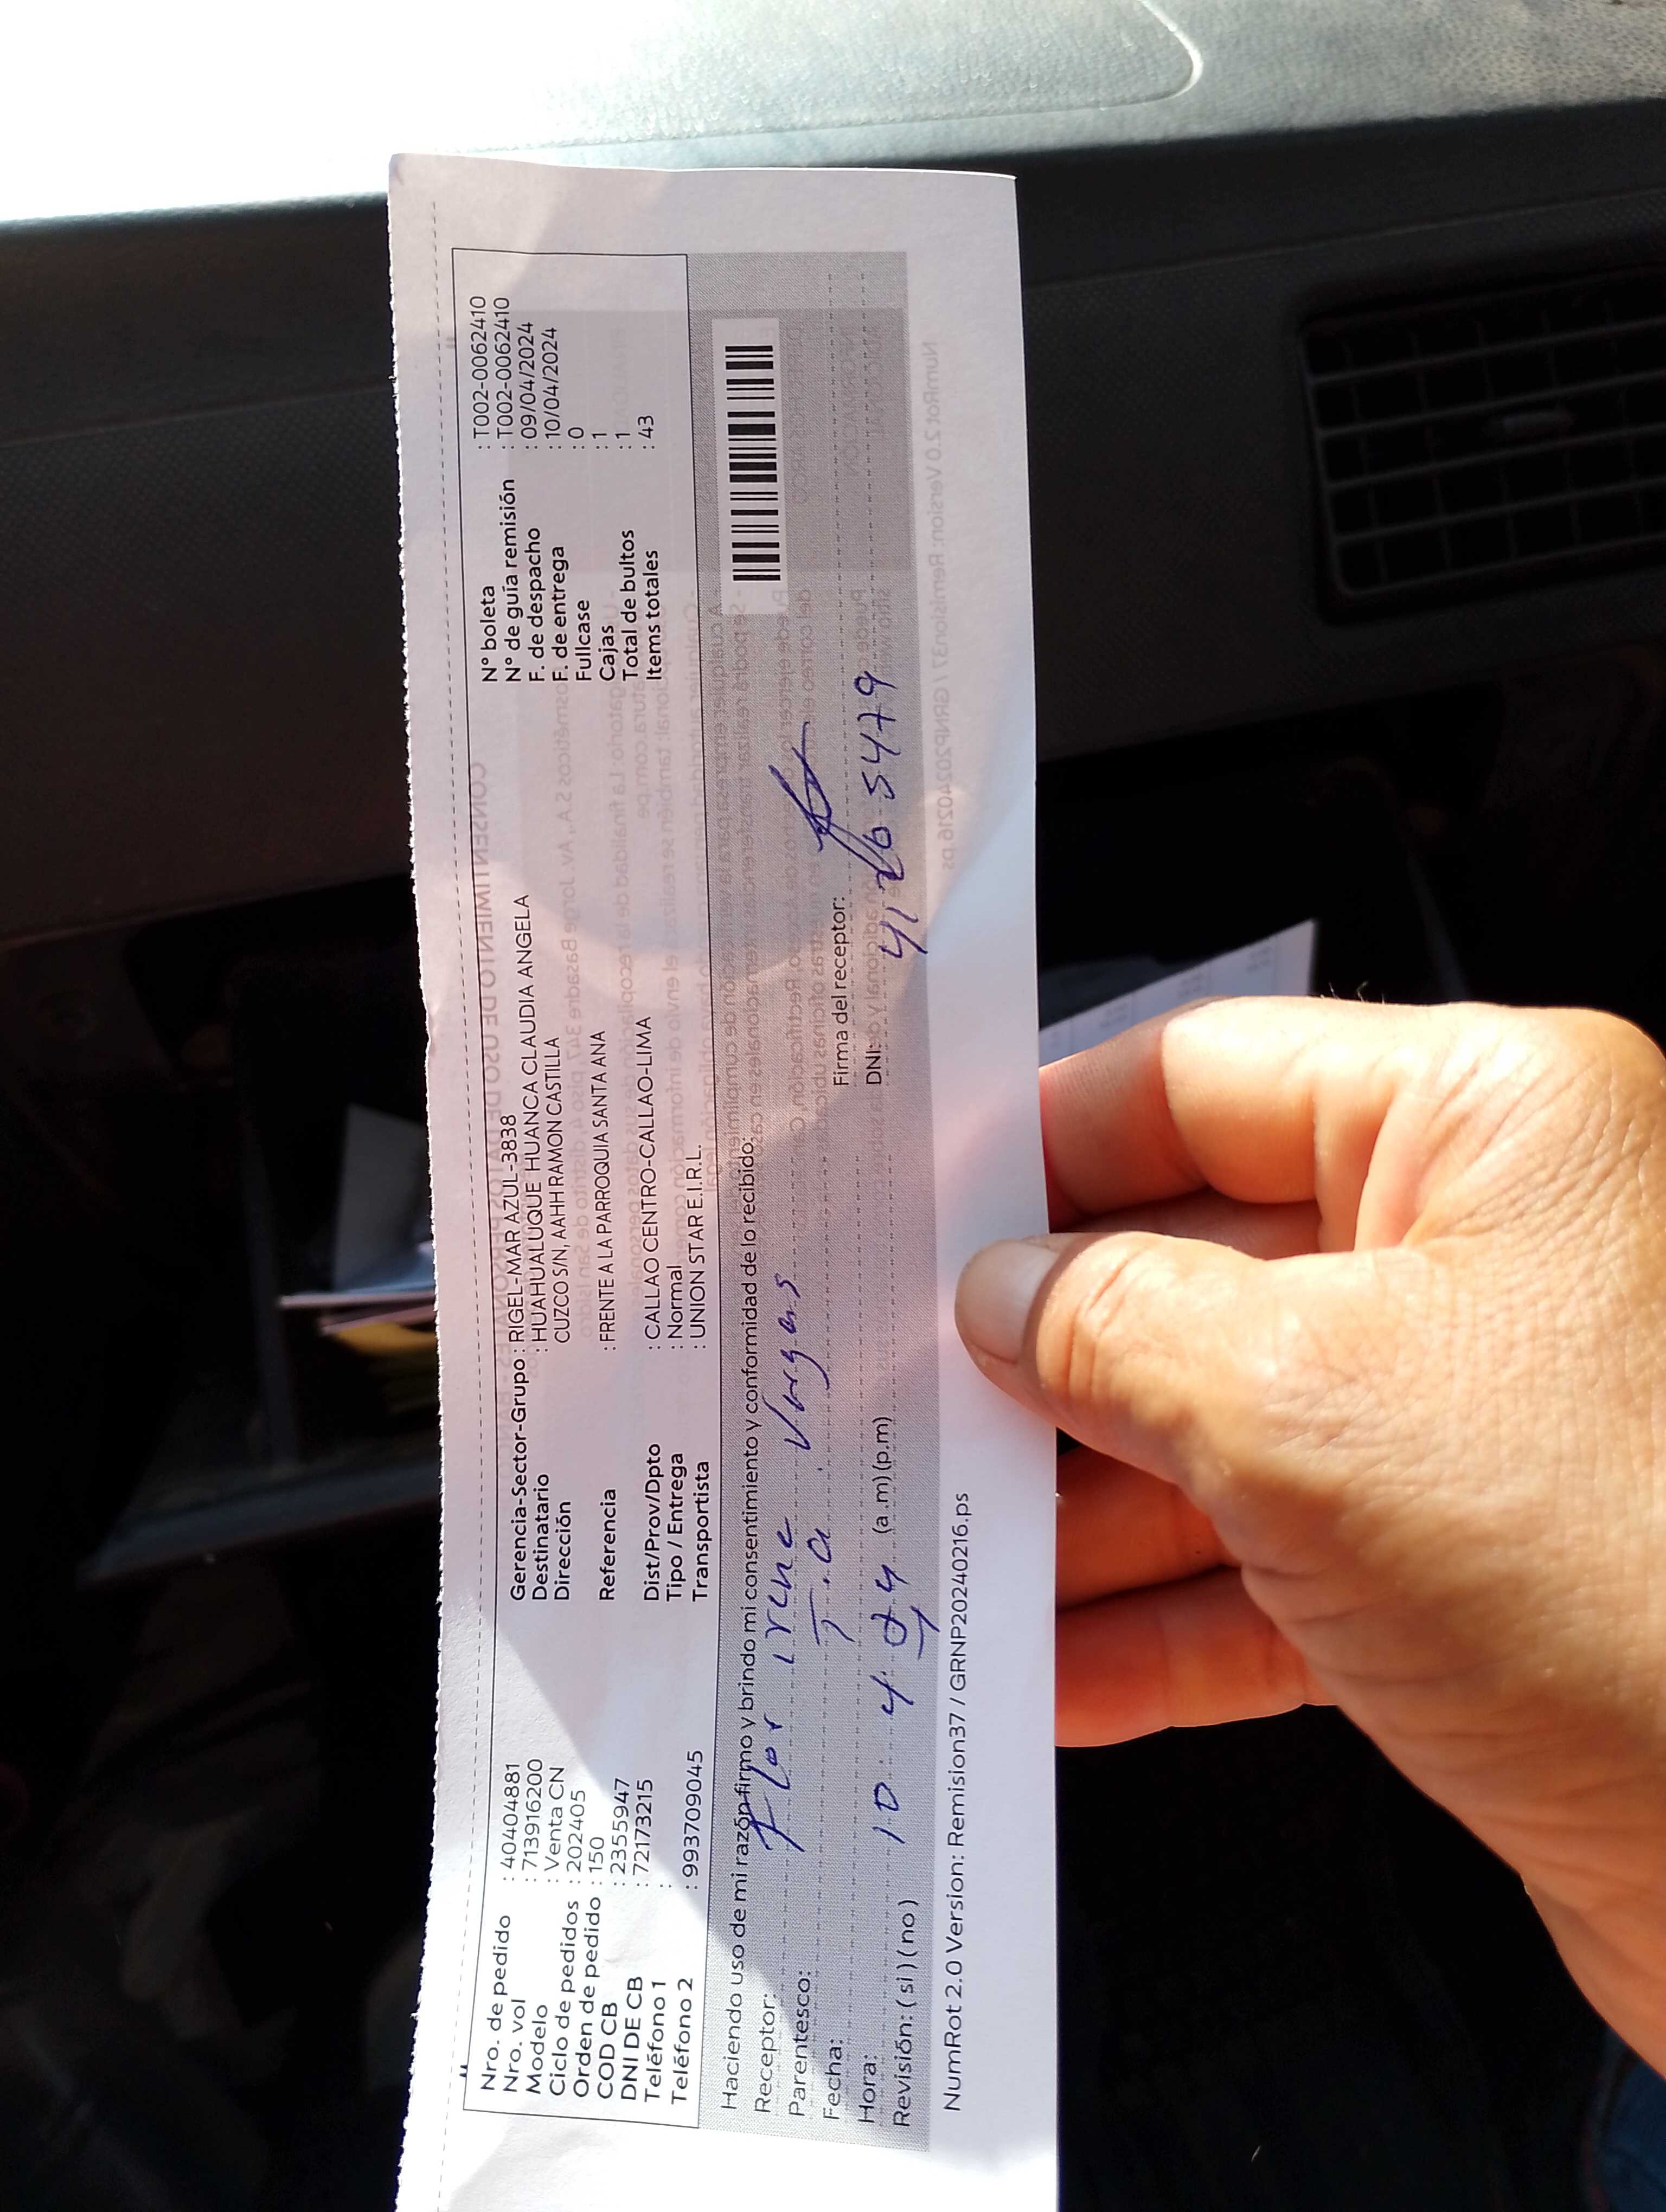 Nro. de pedido : 40404881
Nro. vol : 713916200
Modelo : Venta CN
Ciclo de pedidos : 202405
Orden de pedido : 150
COD CB : 23555947
DNI DE CB : 72173215
Teléfono 1 :
Teléfono 2 : 993709045
Gerencia-Sector-Grupo : RIGEL-MAR AZUL-3838
Destinatario : HUAHUALUQUE HUANCA CLAUDIA ANGELA
Dirección CUZCO S/N, AAHH RAMON CASTILLA
Referencia : FRENTE A LA PARROQUIA SANTA ANA
Dist/Prov/Dpto : CALLAO CENTRO-CALLAO-LIMA
Tipo / Entrega : Normal
Transportista : UNION STAR E.I.R.L.
N° boleta : T002-0062410
N° de guía remisión : T002-0062410
F. de despacho : 09/04/2024
F. de entrega : 10/04/2024
Fullcase : 0
Cajas : 1
Total de bultos : 1
Items totales : 43
Haciendo uso de mi razón firmo y brindo mi consentimiento y conformidad de lo recibido:
Receptor: Flor irene Vargas
Parentesco:
Fecha:
Hora: 10 4 (a.m) (p.m)
Revisión: ( si ) ( no )
Firma del receptor:
DNI:
NumRot 2.0 Version: Remision37 / GRNP20240216.ps